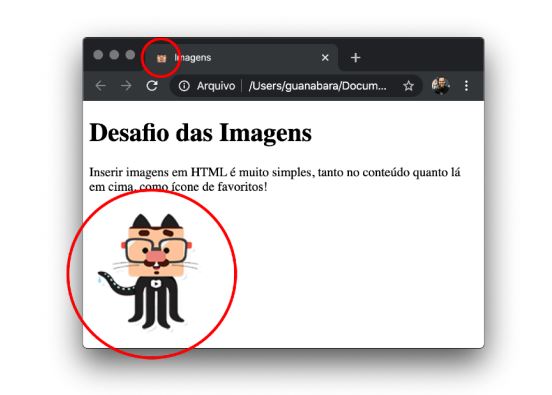 Imagens
Arquivo /Users/guanabara/Docum...
Desafio das Imagens
Inserir imagens em HTML é muito simples, tanto no conteúdo quanto lá
em cima, como ícone de favoritos!